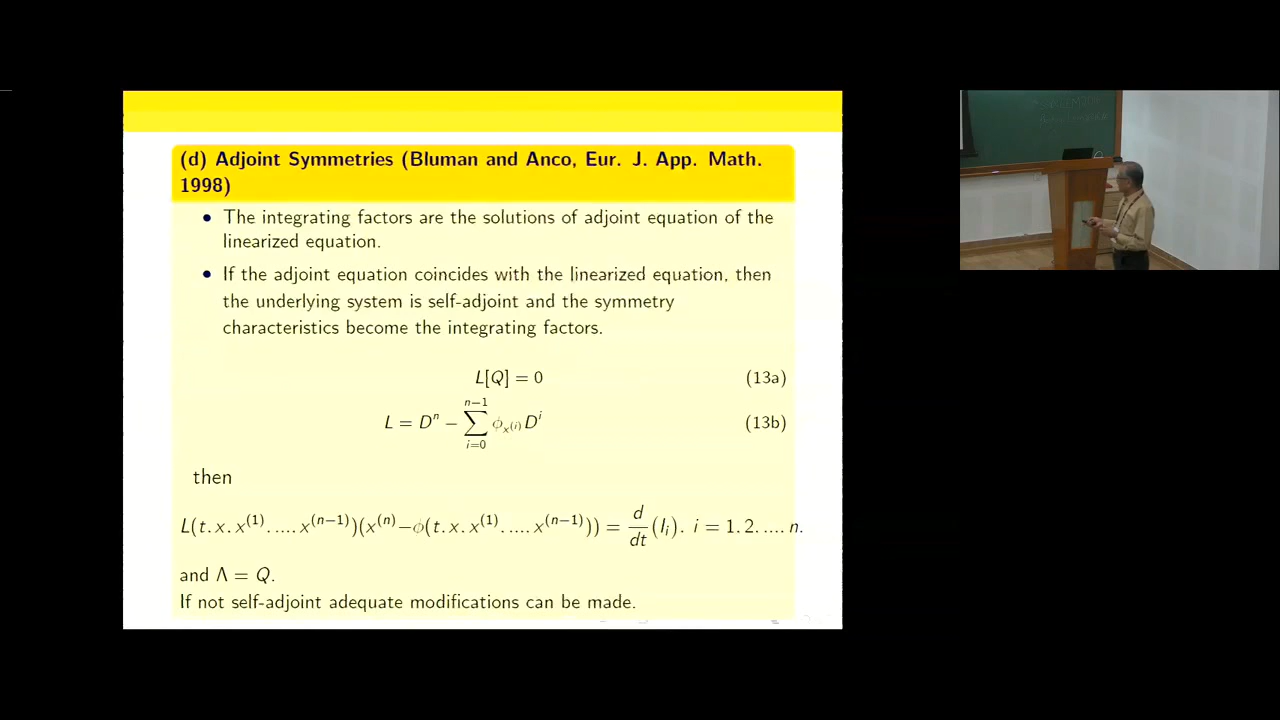 (d) Adjoint Symmetries (Bluman and Anco, Eur. J. App. Math.
1998)
• The integrating factors are the solutions of adjoint equation of the
linearized equation.
• If the adjoint equation coincides with the linearized equation, then
the underlying system is self-adjoint and the symmetry
characteristics become the integrating factors.
L[Q] = 0 (13a)
L = Dⁿ − ∑_{i=0}^{n−1} ϕ_{x^{(i)}} Dⁱ (13b)
then
L(t. x. x^{(1)}. .... x^{(n−1)})(x^{(n)}−ϕ(t. x. x^{(1)}. .... x^{(n−1)})) = d/dt (I_i). i = 1. 2. .... n.
and Λ = Q.
If not self-adjoint adequate modifications can be made.